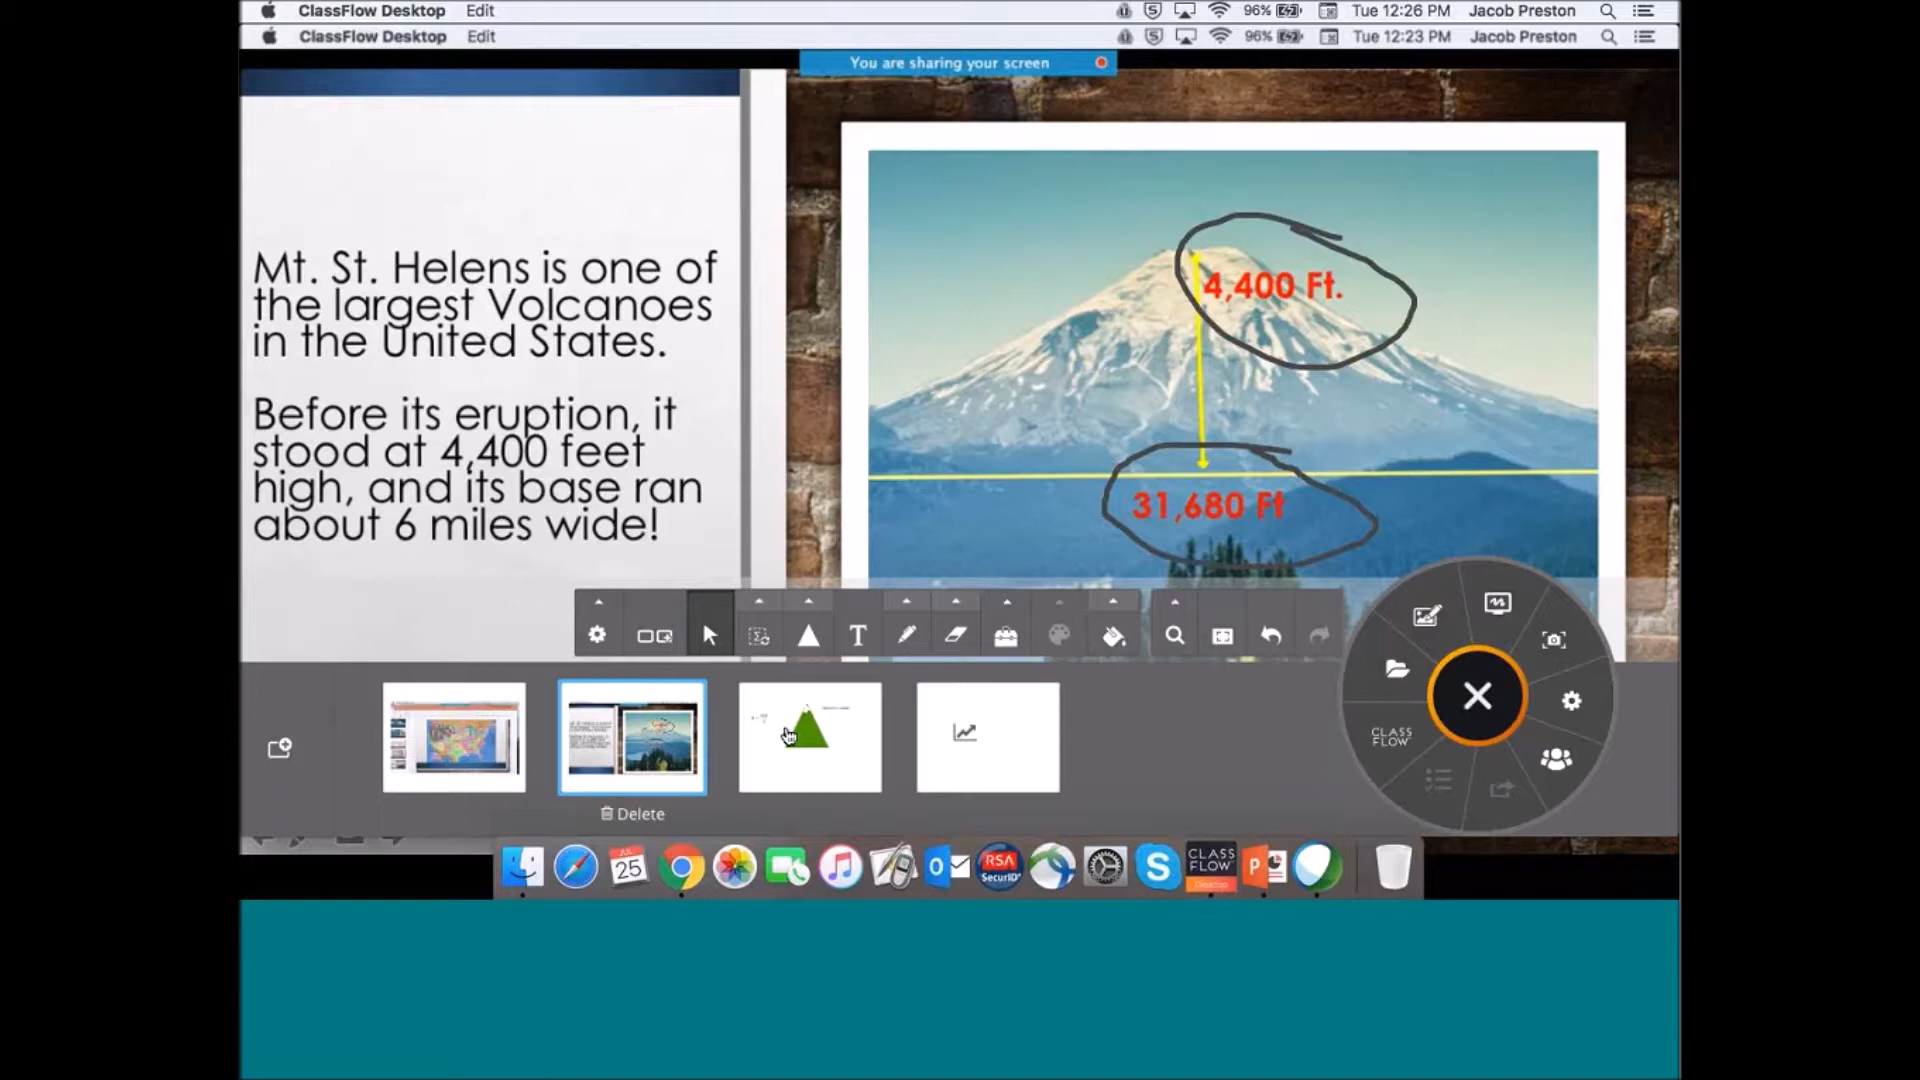 ClassFlow Desktop Edit 96% Tue 12:26 PM Jacob Preston
ClassFlow Desktop Edit 96% Tue 12:23 PM Jacob Preston
You are sharing your screen
Mt. St. Helens is one of
the largest Volcanoes
in the United States.
Before its eruption, it
stood at 4,400 feet
high, and its base ran
about 6 miles wide!
4,400 Ft.
31,680 Ft
T
CLASS
FLOW
Delete
JUL
25
O
RSA
SecurID
S
CLASS
FLOW
Desktop
P